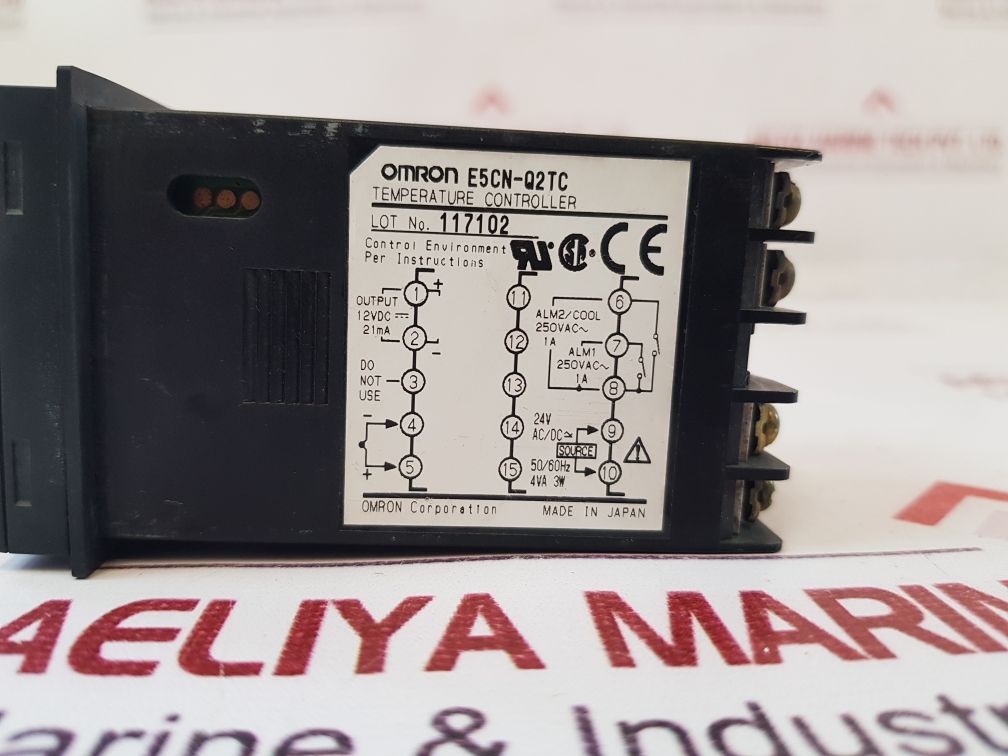 OMRON E5CN-Q2TC
TEMPERATURE CONTROLLER
LOT No. 117102
Control Environment
Per Instructions
CE
OUTPUT
12VDC
21mA
DO
NOT
USE
1
+
2
-
3
4
-
5
+
11
12
13
14
15
ALM2/COOL
250VAC~
1A
ALM1
250VAC~
1A
24V
AC/DC
SOURCE
50/60Hz
4VA 3W
6
7
8
9
10
OMRON Corporation MADE IN JAPAN
AELIYA MARIN
arine & Industr